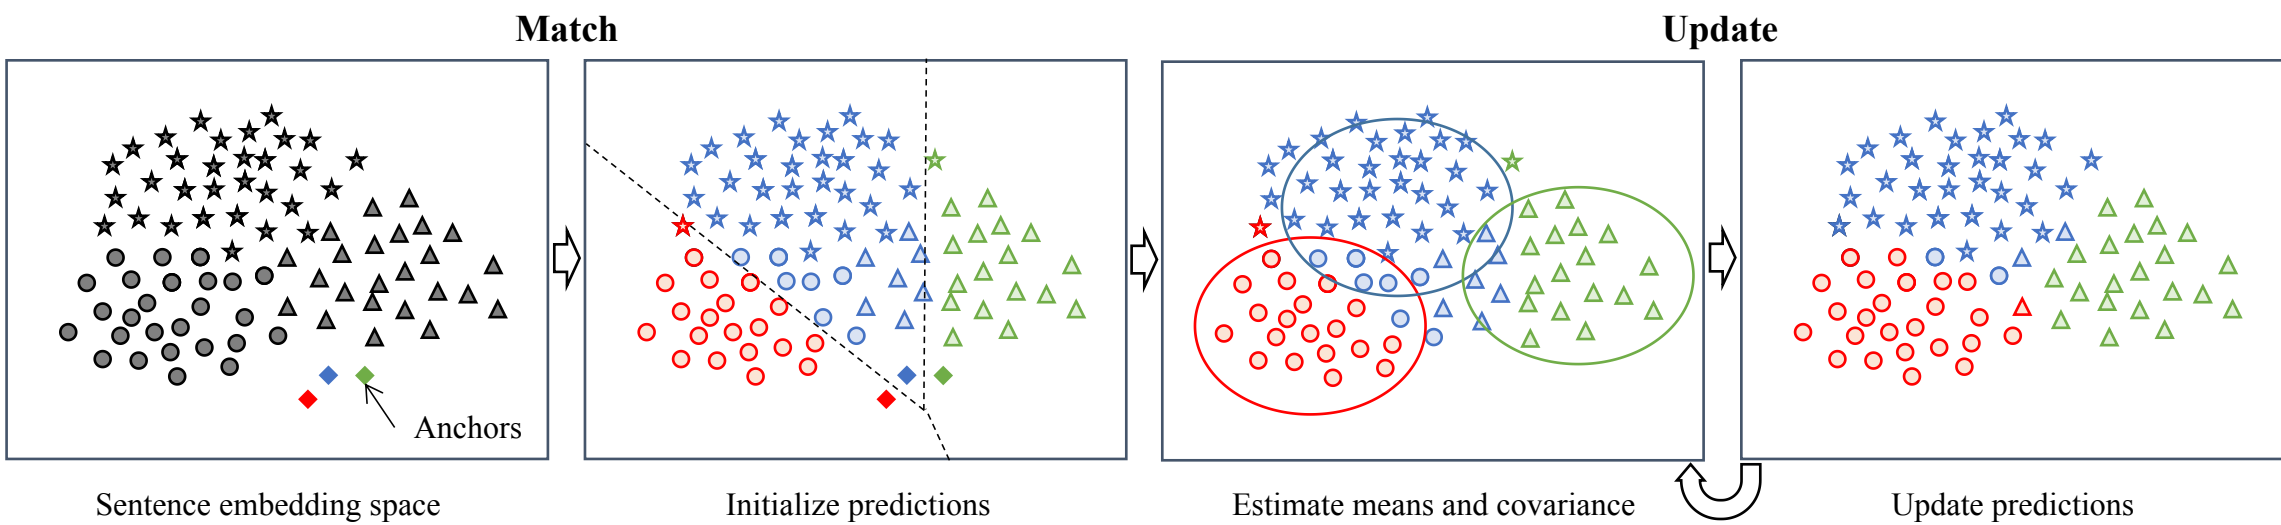 Match
Update
Anchors
Sentence embedding space
Initialize predictions
Estimate means and covariance
Update predictions